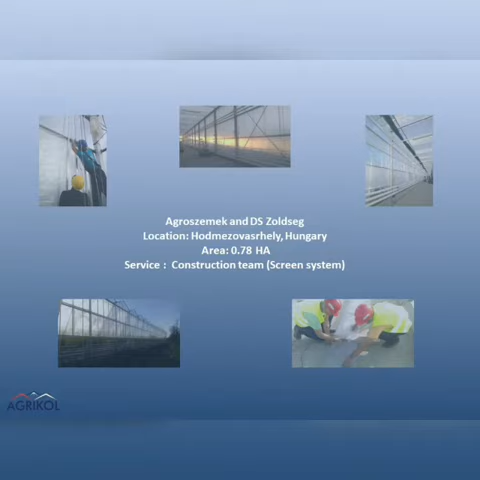 Agroszemek and DS Zoldseg
Location: Hodmezovasrhely, Hungary
Area: 0.78 HA
Service : Construction team (Screen system)
AGRIKOL